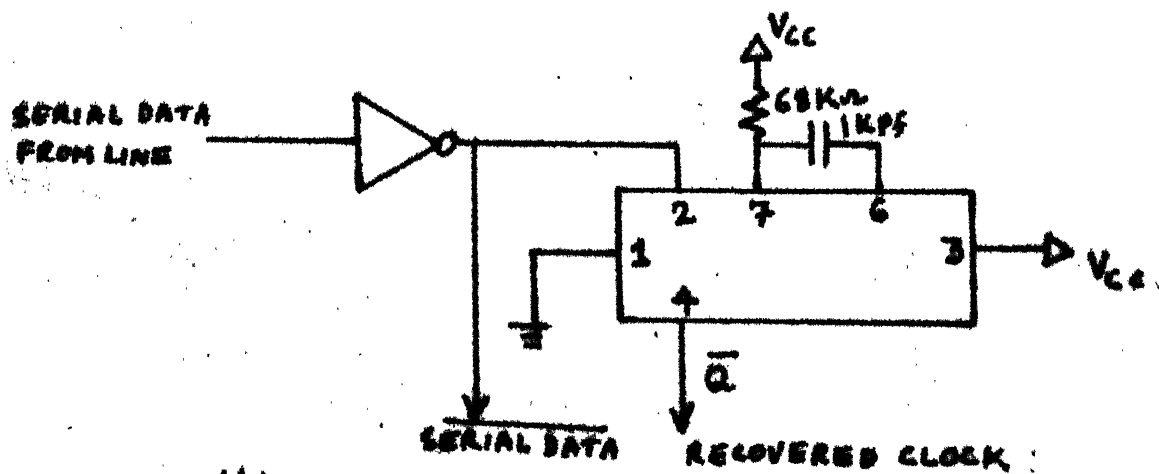 VCC
68KΩ
1Kpf
SERIAL DATA
FROM LINE
2 7 6
1 3
VCC
4
Q̅
SERIAL DATA
RECOVERED CLOCK